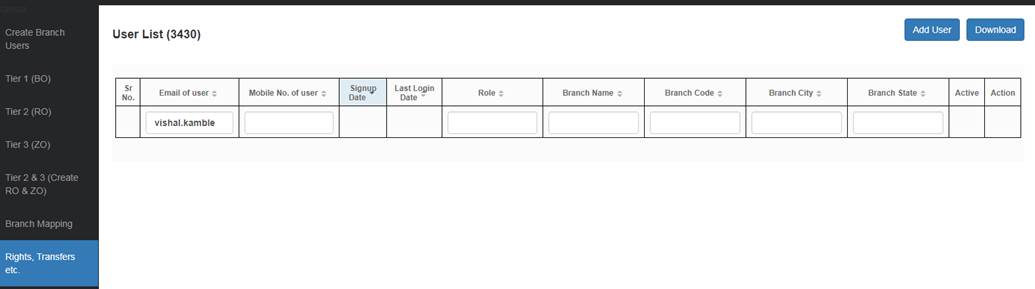 Create Branch
Users
Tier 1 (BO)
Tier 2 (RO)
Tier 3 (ZO)
Tier 2 & 3 (Create
RO & ZO)
Branch Mapping
Rights, Transfers
etc.
User List (3430)
Add User
Download
Sr
No.
Email of user
Mobile No. of user
Signup
Date
Last Login
Date
Role
Branch Name
Branch Code
Branch City
Branch State
Active
Action
vishal.kamble